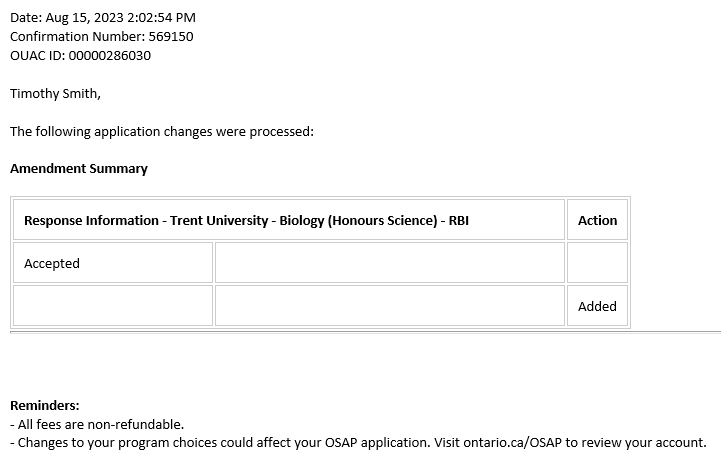 Date: Aug 15, 2023 2:02:54 PM
Confirmation Number: 569150
OUAC ID: 00000286030
Timothy Smith,
The following application changes were processed:
Amendment Summary
Response Information - Trent University - Biology (Honours Science) - RBI Action
Accepted
Added
Reminders:
- All fees are non-refundable.
- Changes to your program choices could affect your OSAP application. Visit ontario.ca/OSAP to review your account.